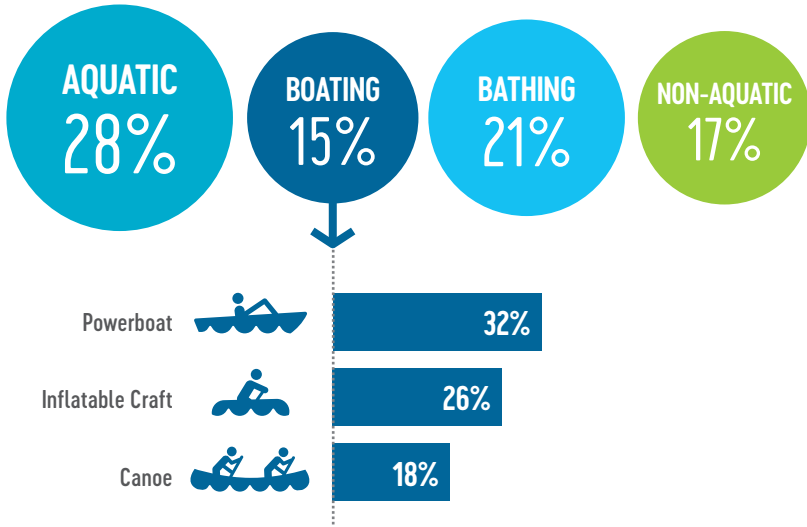 AQUATIC
28%
BOATING
15%
BATHING
21%
NON-AQUATIC
17%
Powerboat
32%
Inflatable Craft
26%
Canoe
18%